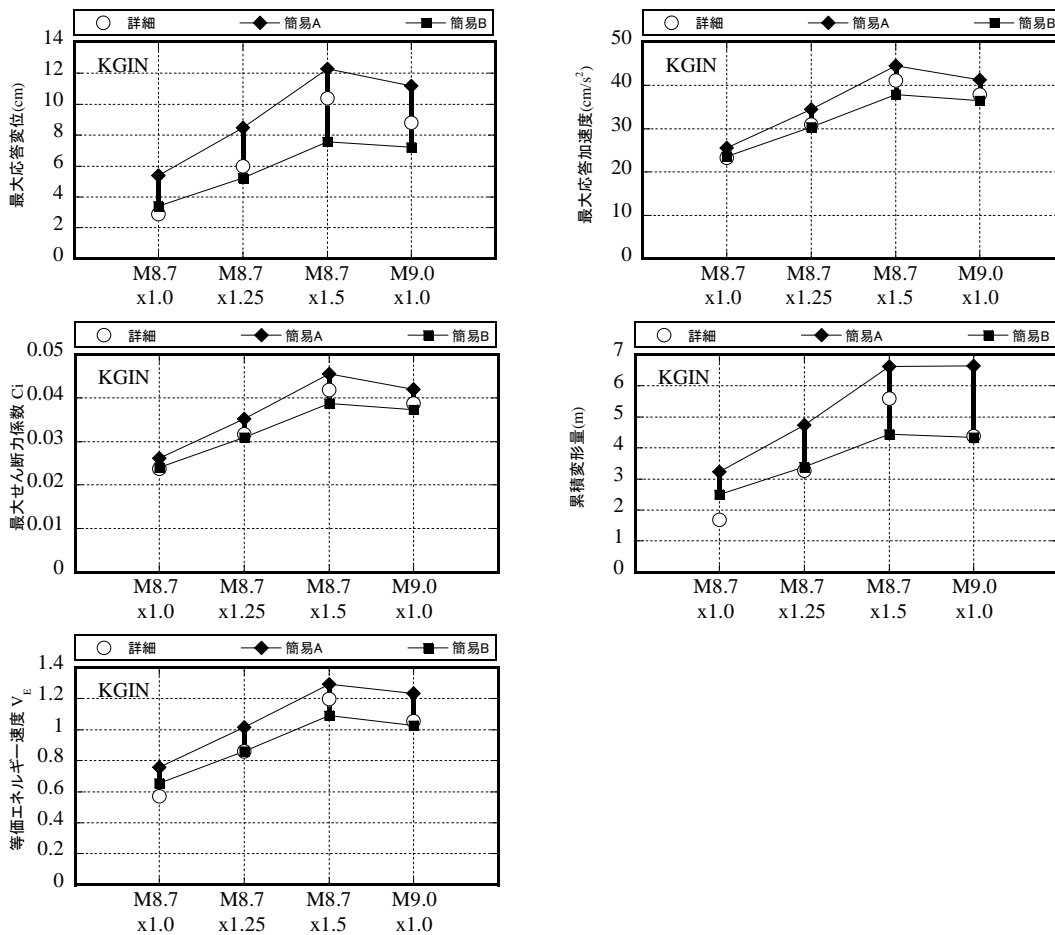 詳細 簡易A 簡易B
最大応答変位(cm)
14
12
10
8
6
4
2
0
KGIN
M8.7 M8.7 M8.7 M9.0
x1.0 x1.25 x1.5 x1.0
詳細 簡易A 簡易B
最大応答加速度(cm/s²)
50
40
30
20
10
0
KGIN
M8.7 M8.7 M8.7 M9.0
x1.0 x1.25 x1.5 x1.0
詳細 簡易A 簡易B
最大せん断力係数 Ci
0.05
0.04
0.03
0.02
0.01
0
KGIN
M8.7 M8.7 M8.7 M9.0
x1.0 x1.25 x1.5 x1.0
詳細 簡易A 簡易B
累積変形量(m)
7
6
5
4
3
2
1
0
KGIN
M8.7 M8.7 M8.7 M9.0
x1.0 x1.25 x1.5 x1.0
詳細 簡易A 簡易B
等価エネルギー速度 V_E
1.4
1.2
1
0.8
0.6
0.4
0.2
0
KGIN
M8.7 M8.7 M8.7 M9.0
x1.0 x1.25 x1.5 x1.0